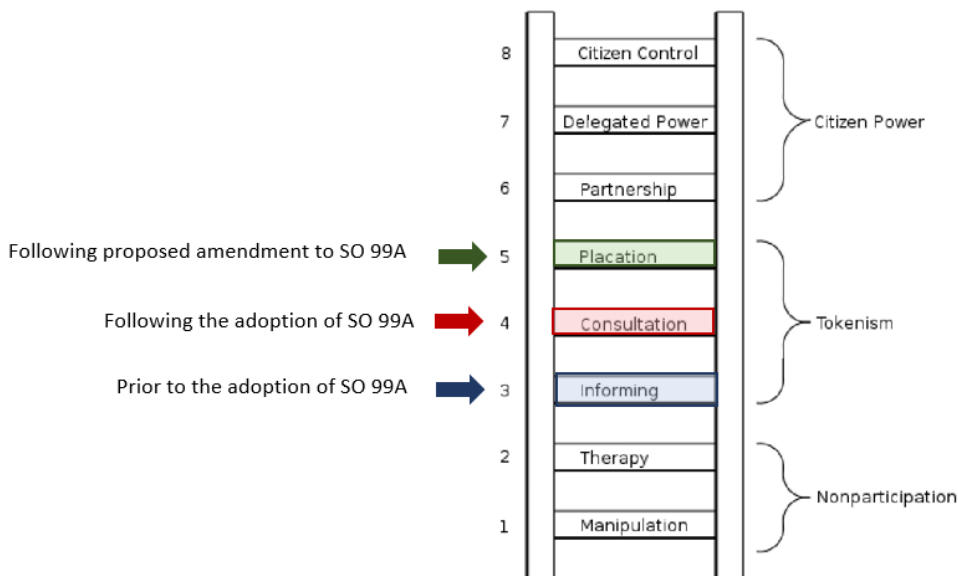 8 Citizen Control
7 Delegated Power
Citizen Power
6 Partnership
Following proposed amendment to SO 99A
5 Placation
Following the adoption of SO 99A
4 Consultation
Tokenism
Prior to the adoption of SO 99A
3 Informing
2 Therapy
Nonparticipation
1 Manipulation